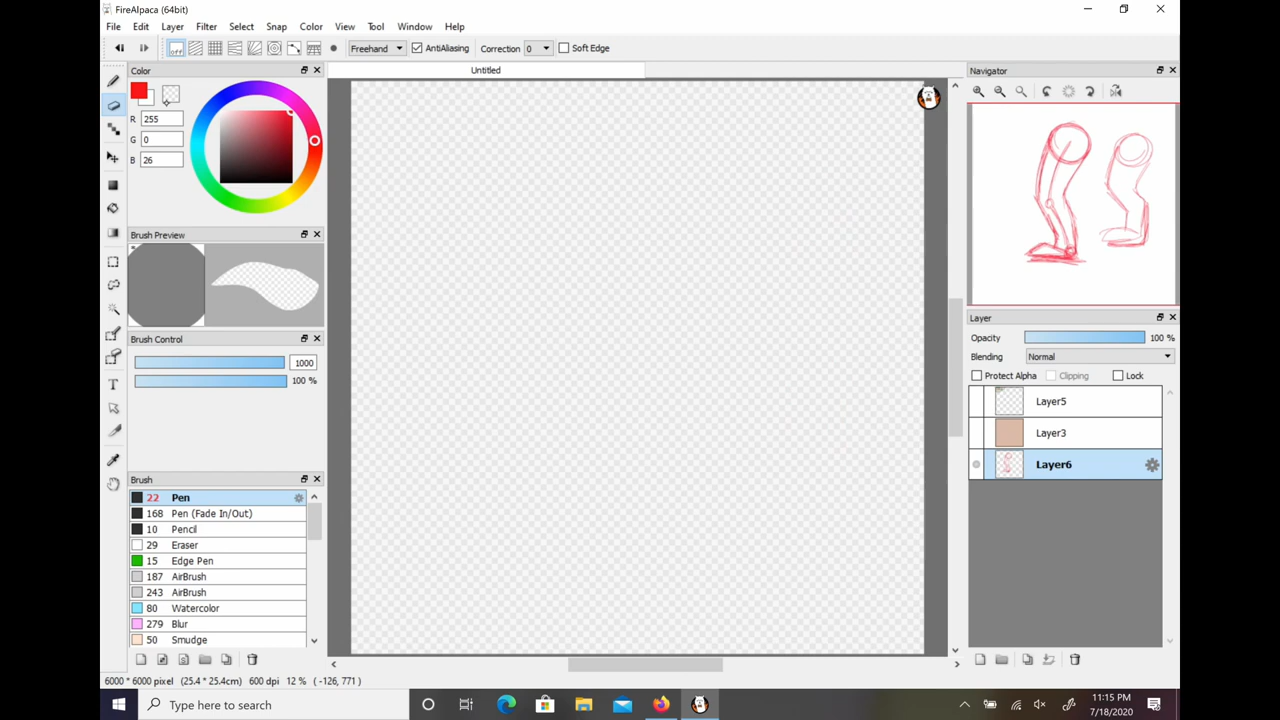 FireAlpaca (64bit)
File Edit Layer Filter Select Snap Color View Tool Window Help
off Freehand AntiAliasing Correction 0 Soft Edge
Color
R 255
G 0
B 26
Brush Preview
Brush Control
1000
100 %
Brush
22 Pen
168 Pen (Fade In/Out)
10 Pencil
29 Eraser
15 Edge Pen
187 AirBrush
243 AirBrush
80 Watercolor
279 Blur
50 Smudge
Untitled
Navigator
Layer
Opacity 100 %
Blending Normal
Protect Alpha Clipping Lock
Layer5
Layer3
Layer6
6000 * 6000 pixel (25.4 * 25.4cm) 600 dpi 12 % ( -126, 771 )
Type here to search
11:15 PM
7/18/2020